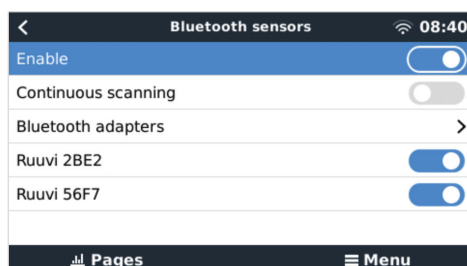 Bluetooth sensors 08:40
Enable
Continuous scanning
Bluetooth adapters
Ruuvi 2BE2
Ruuvi 56F7
Pages Menu